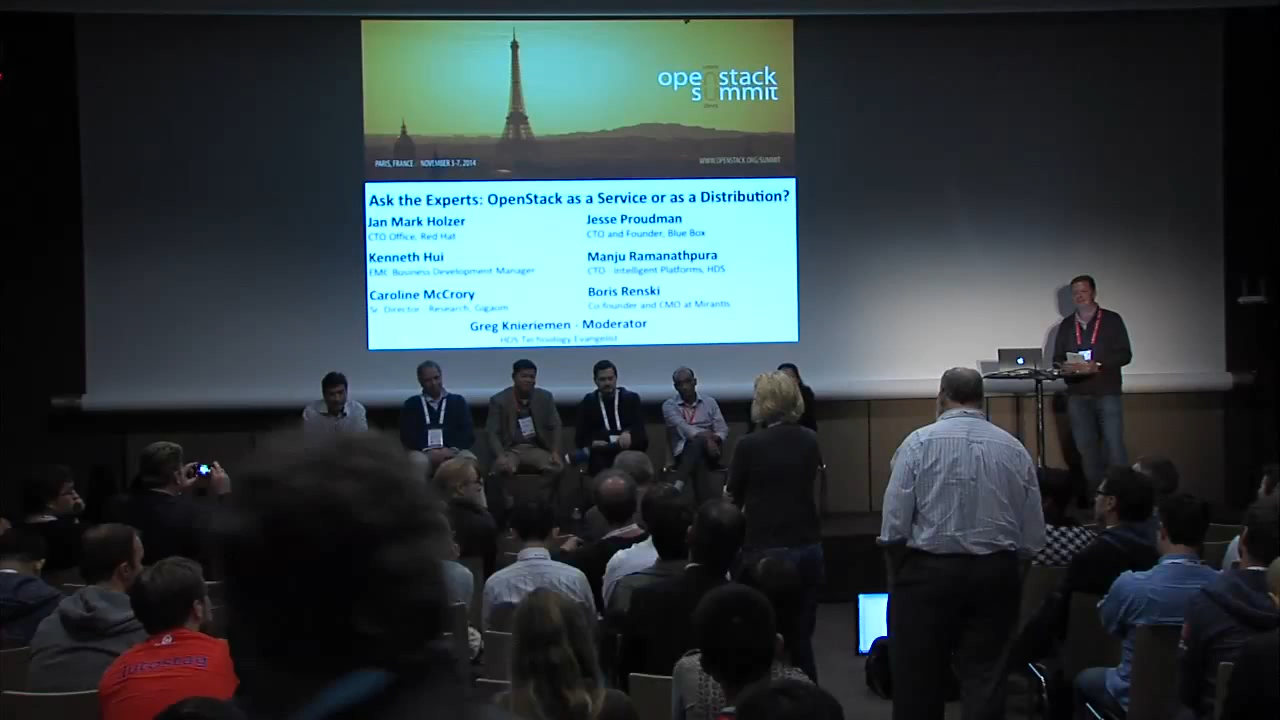 openstack
summit
PARIS, FRANCE NOVEMBER 3-7, 2014
WWW.OPENSTACK.ORG/SUMMIT
Ask the Experts: OpenStack as a Service or as a Distribution?
Jan Mark Holzer
CTO Office, Red Hat
Jesse Proudman
CTO and Founder, Blue Box
Kenneth Hui
EMC Business Development Manager
Manju Ramanathpura
CTO - Intelligent Platforms, HDS
Caroline McCrory
Sr. Director - Research, Gigaom
Boris Renski
Co-founder and CMO at Mirantis
Greg Knieriemen - Moderator
HDS Technology Evangelist